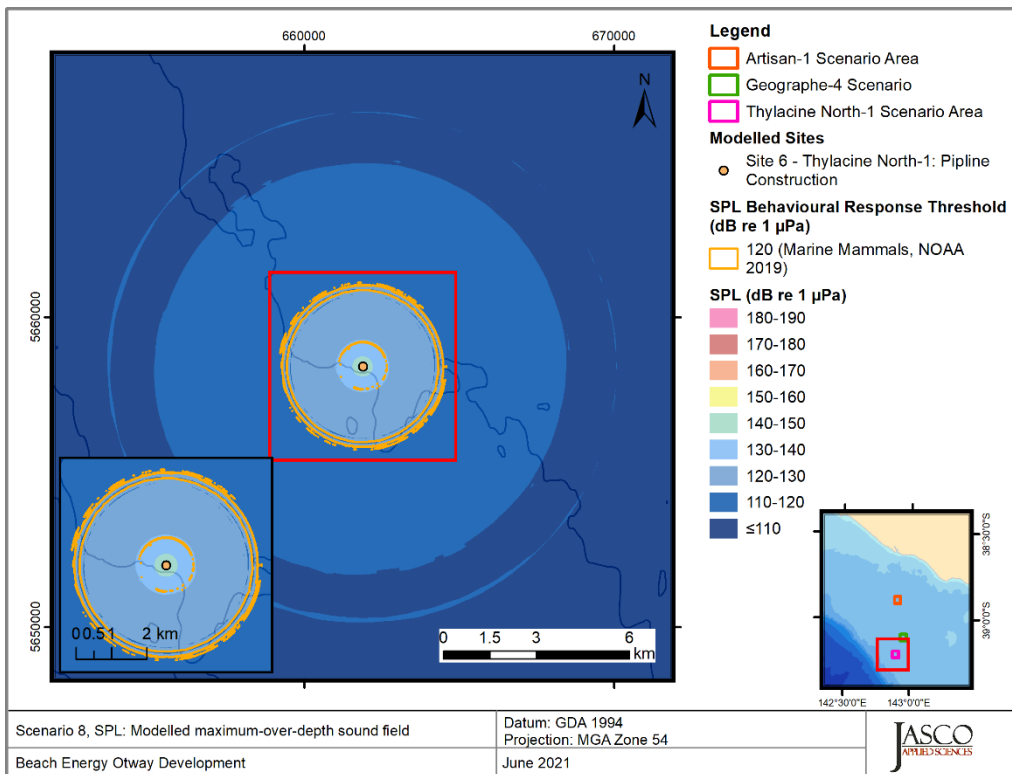 660000
670000
5660000
5650000
N
0 0.5 1 2 km
0 1.5 3 6
km
Legend
Artisan-1 Scenario Area
Geographe-4 Scenario
Thylacine North-1 Scenario Area
Modelled Sites
Site 6 - Thylacine North-1: Pipline
Construction
SPL Behavioural Response Threshold
(dB re 1 µPa)
120 (Marine Mammals, NOAA
2019)
SPL (dB re 1 µPa)
180-190
170-180
160-170
150-160
140-150
130-140
120-130
110-120
≤110
38°30'0"S
39°0'0"S
142°30'0"E
143°0'0"E
Scenario 8, SPL: Modelled maximum-over-depth sound field
Datum: GDA 1994
Projection: MGA Zone 54
Beach Energy Otway Development
June 2021
JASCO
APPLIED SCIENCES